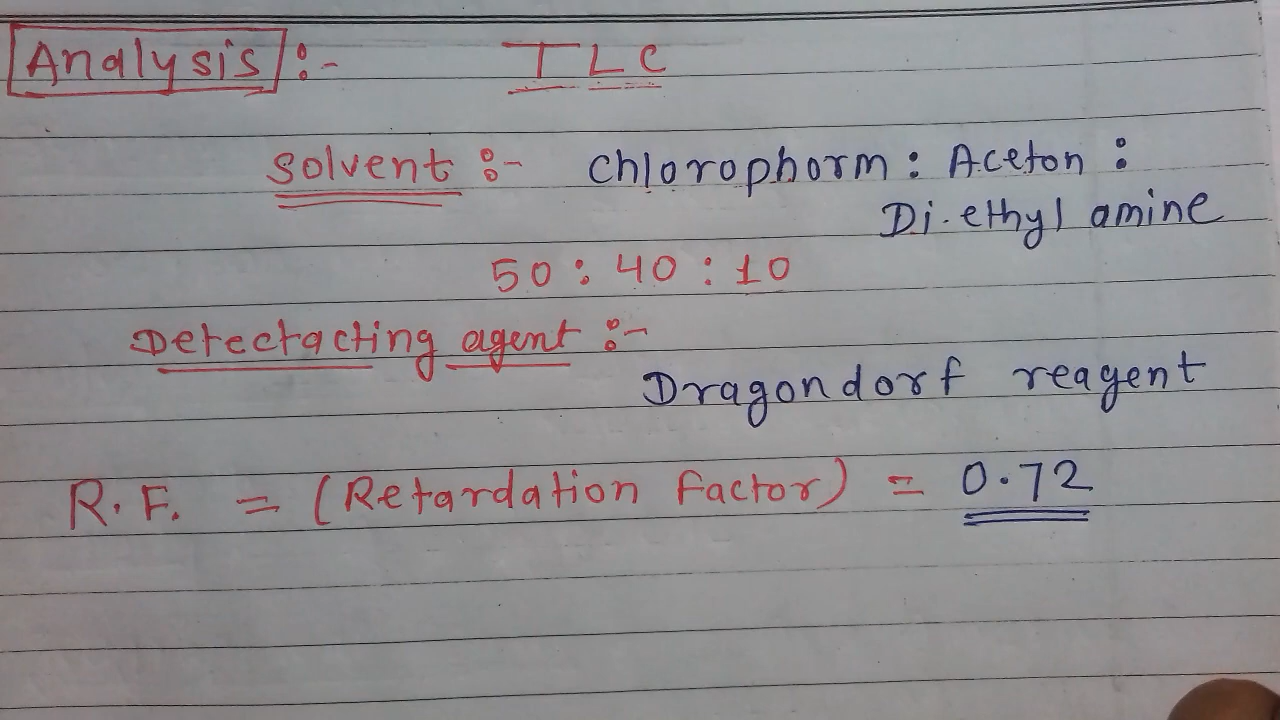 Analysis :- TLC
Solvent :- Chlorophorm : Aceton :
Di-ethyl amine
50 : 40 : 10
Detectacting agent :-
Dragondorf reagent
R.F. = (Retardation Factor) = 0.72